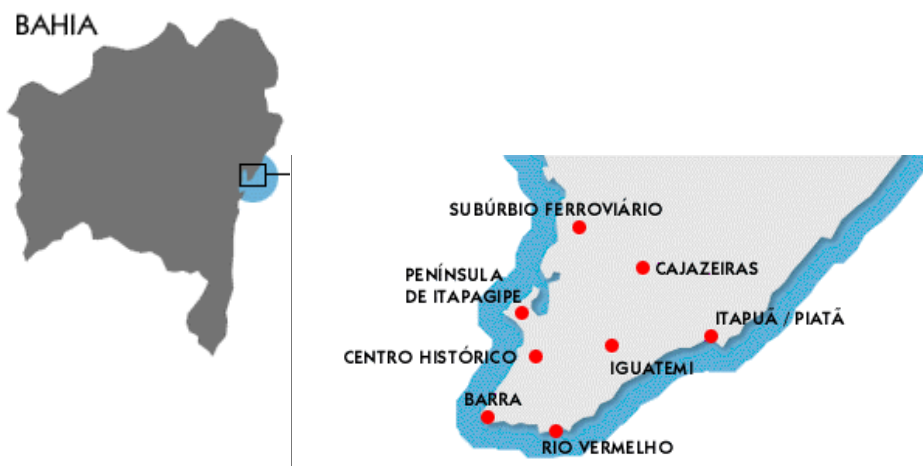 BAHIA
SUBÚRBIO FERROVIÁRIO
CAJAZEIRAS
PENÍNSULA
DE ITAPAGIPE
ITAPUÃ / PIATÃ
CENTRO HISTÓRICO
IGUATEMI
BARRA
RIO VERMELHO